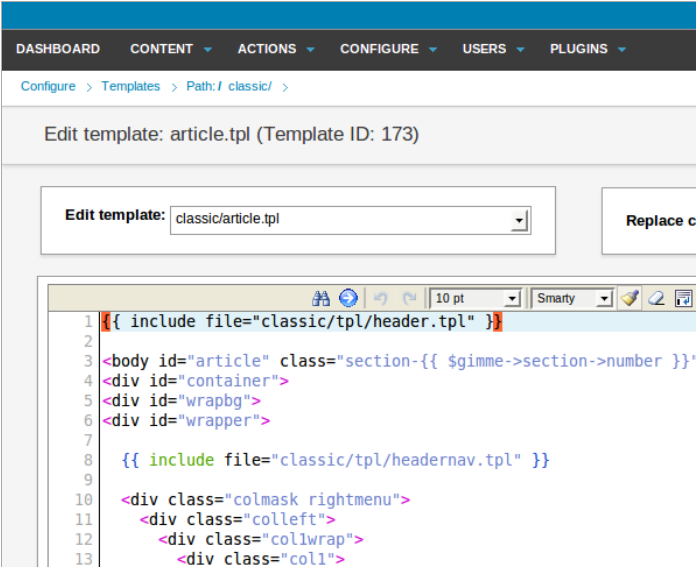 DASHBOARD CONTENT ACTIONS CONFIGURE USERS PLUGINS
Configure > Templates > Path: / classic/ >
Edit template: article.tpl (Template ID: 173)
Edit template: classic/article.tpl
Replace c
10 pt Smarty
1 {{ include file="classic/tpl/header.tpl" }}
2
3 <body id="article" class="section-{{ $gimme->section->number }}"
4 <div id="container">
5 <div id="wrapbg">
6 <div id="wrapper">
7
8 {{ include file="classic/tpl/headernav.tpl" }}
9
10 <div class="colmask rightmenu">
11 <div class="colleft">
12 <div class="col1wrap">
13 <div class="col1">